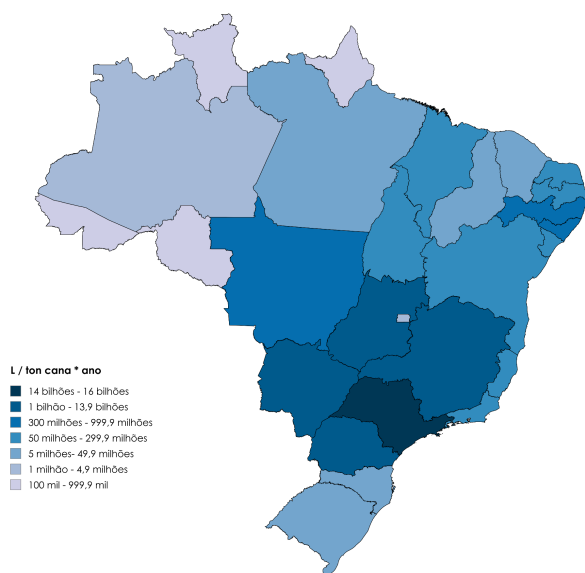 L / ton cana * ano
14 bilhões - 16 bilhões
1 bilhão - 13,9 bilhões
300 milhões - 999,9 milhões
50 milhões - 299,9 milhões
5 milhões- 49,9 milhões
1 milhão - 4,9 milhões
100 mil - 999,9 mil